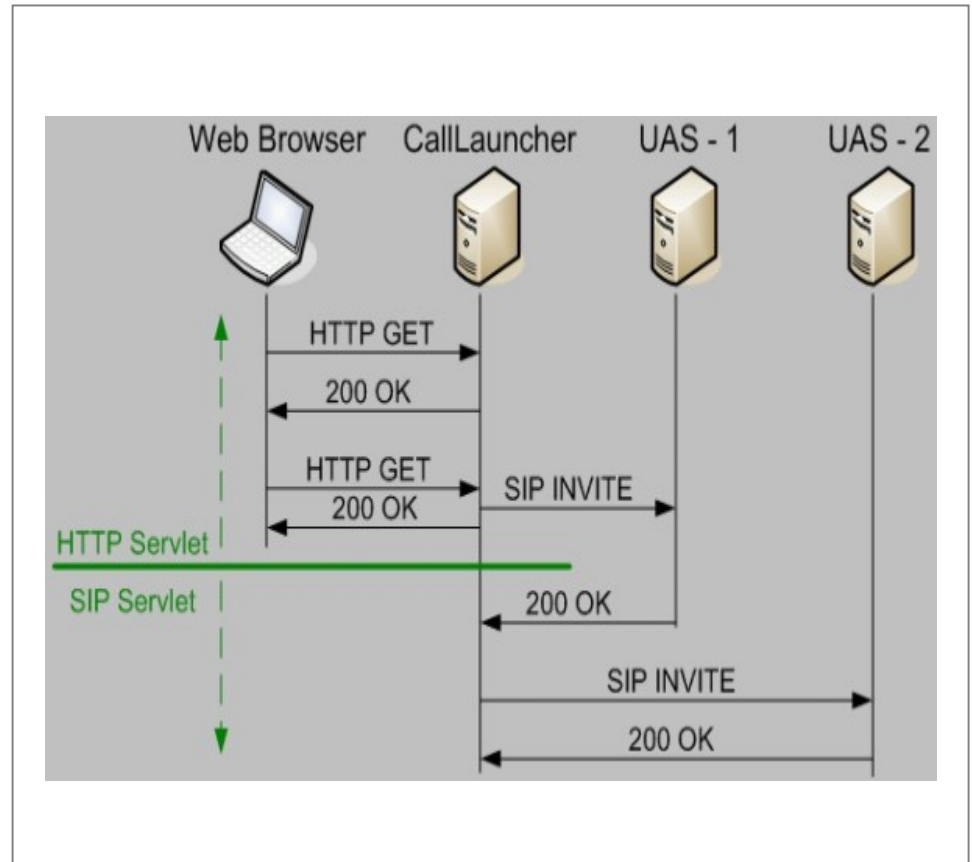 Web Browser
CallLauncher
UAS - 1
UAS - 2
HTTP GET
200 OK
HTTP GET
SIP INVITE
200 OK
HTTP Servlet
SIP Servlet
200 OK
SIP INVITE
200 OK